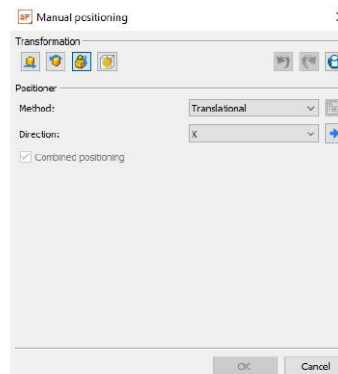 SF Manual positioning
Transformation
Positioner
Method: Translational
Direction: X
Combined positioning
OK Cancel